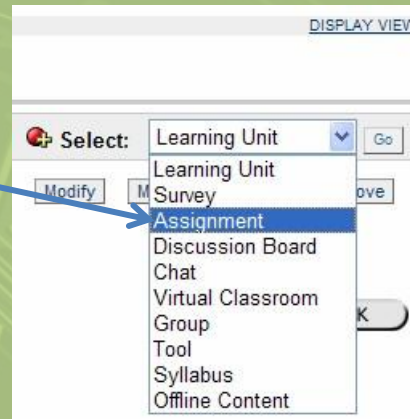 DISPLAY VIEW
Select: Learning Unit Go
Learning Unit
Modify
Survey
Assignment
Discussion Board
Chat
Virtual Classroom
Group
Tool
Syllabus
Offline Content